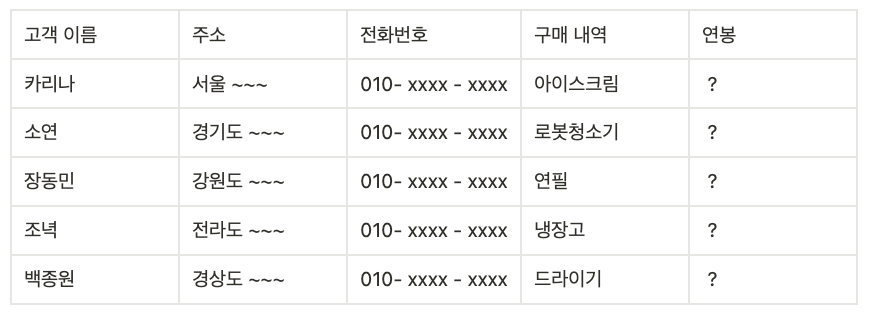 고객 이름 주소 전화번호 구매 내역 연봉
카리나 서울 ~~~ 010- xxxx - xxxx 아이스크림 ?
소연 경기도 ~~~ 010- xxxx - xxxx 로봇청소기 ?
장동민 강원도 ~~~ 010- xxxx - xxxx 연필 ?
조녁 전라도 ~~~ 010- xxxx - xxxx 냉장고 ?
백종원 경상도 ~~~ 010- xxxx - xxxx 드라이기 ?